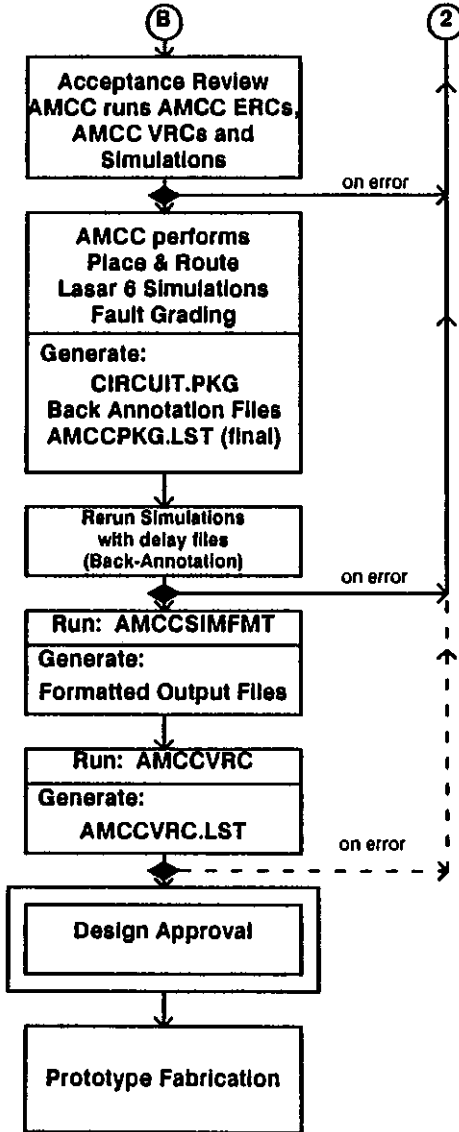 B
2
Acceptance Review
AMCC runs AMCC ERCs,
AMCC VRCs and
Simulations
on error
AMCC performs
Place & Route
Lasar 6 Simulations
Fault Grading
Generate:
CIRCUIT.PKG
Back Annotation Files
AMCCPKG.LST (final)
Rerun Simulations
with delay files
(Back-Annotation)
on error
Run: AMCCSIMFMT
Generate:
Formatted Output Files
Run: AMCCVRC
Generate:
AMCCVRC.LST
on error
Design Approval
Prototype Fabrication